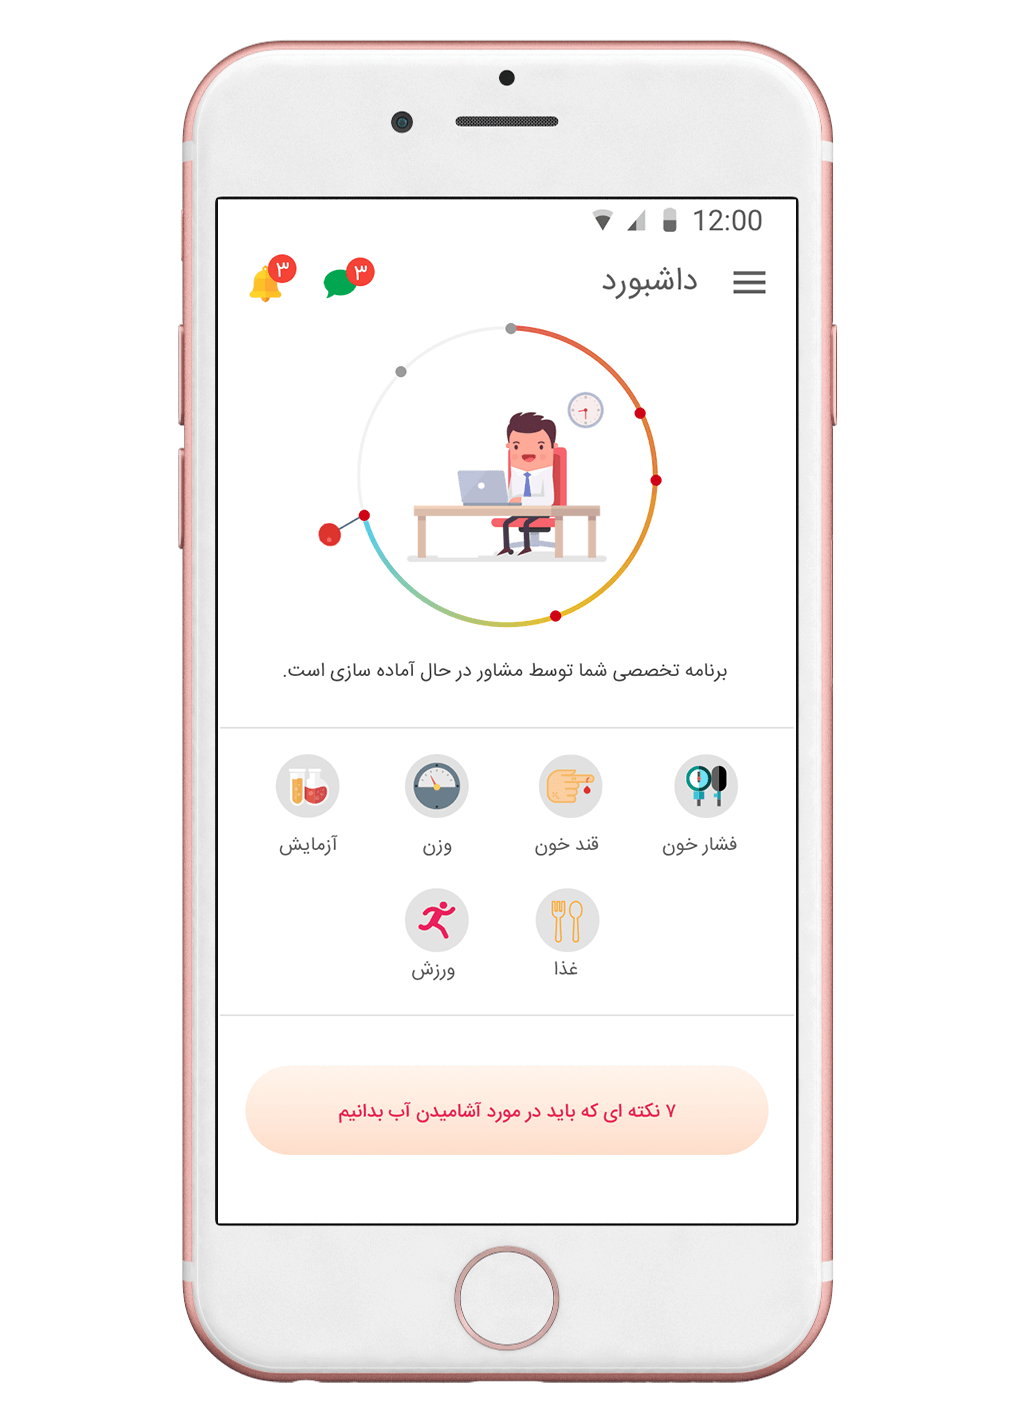 12:00
داشبورد
۳
۳
برنامه تخصصی شما توسط مشاور در حال آماده سازی است.
فشار خون
قند خون
وزن
آزمایش
غذا
ورزش
۷ نکته ای که باید در مورد آشامیدن آب بدانیم